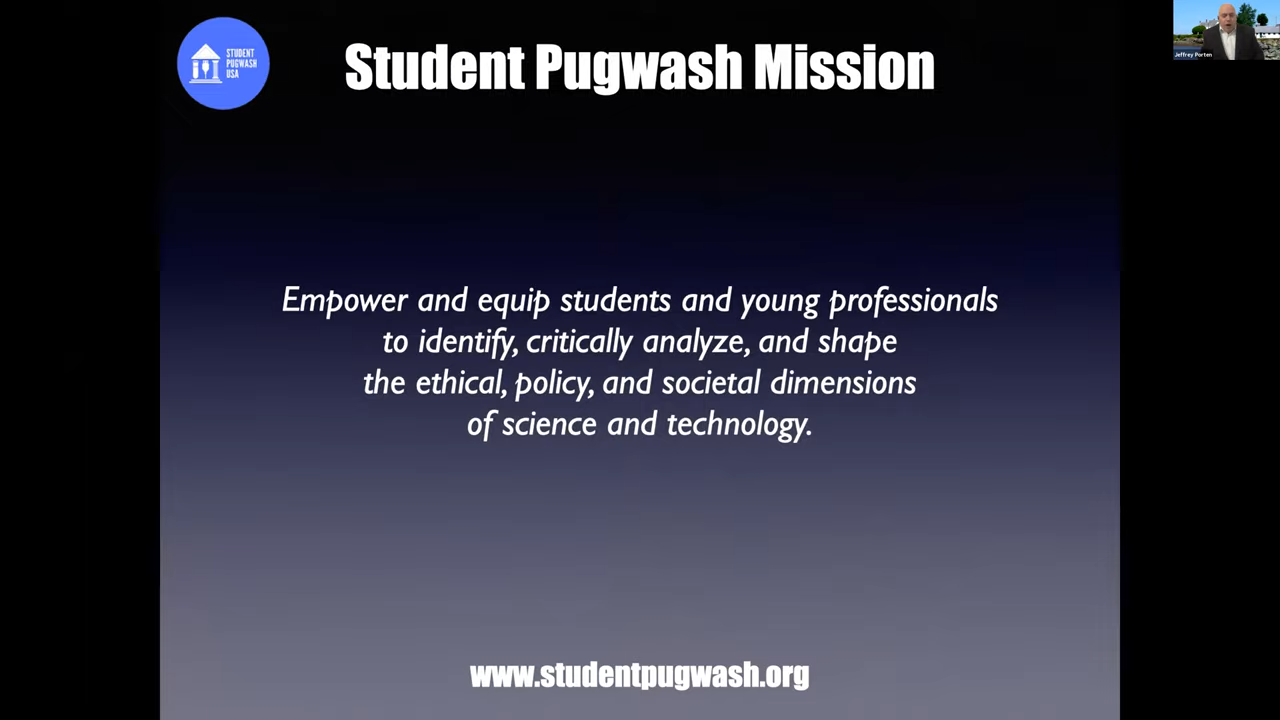 STUDENT
PUGWASH
USA
Student Pugwash Mission
Jeffrey Porten
Empower and equip students and young professionals
to identify, critically analyze, and shape
the ethical, policy, and societal dimensions
of science and technology.
www.studentpugwash.org